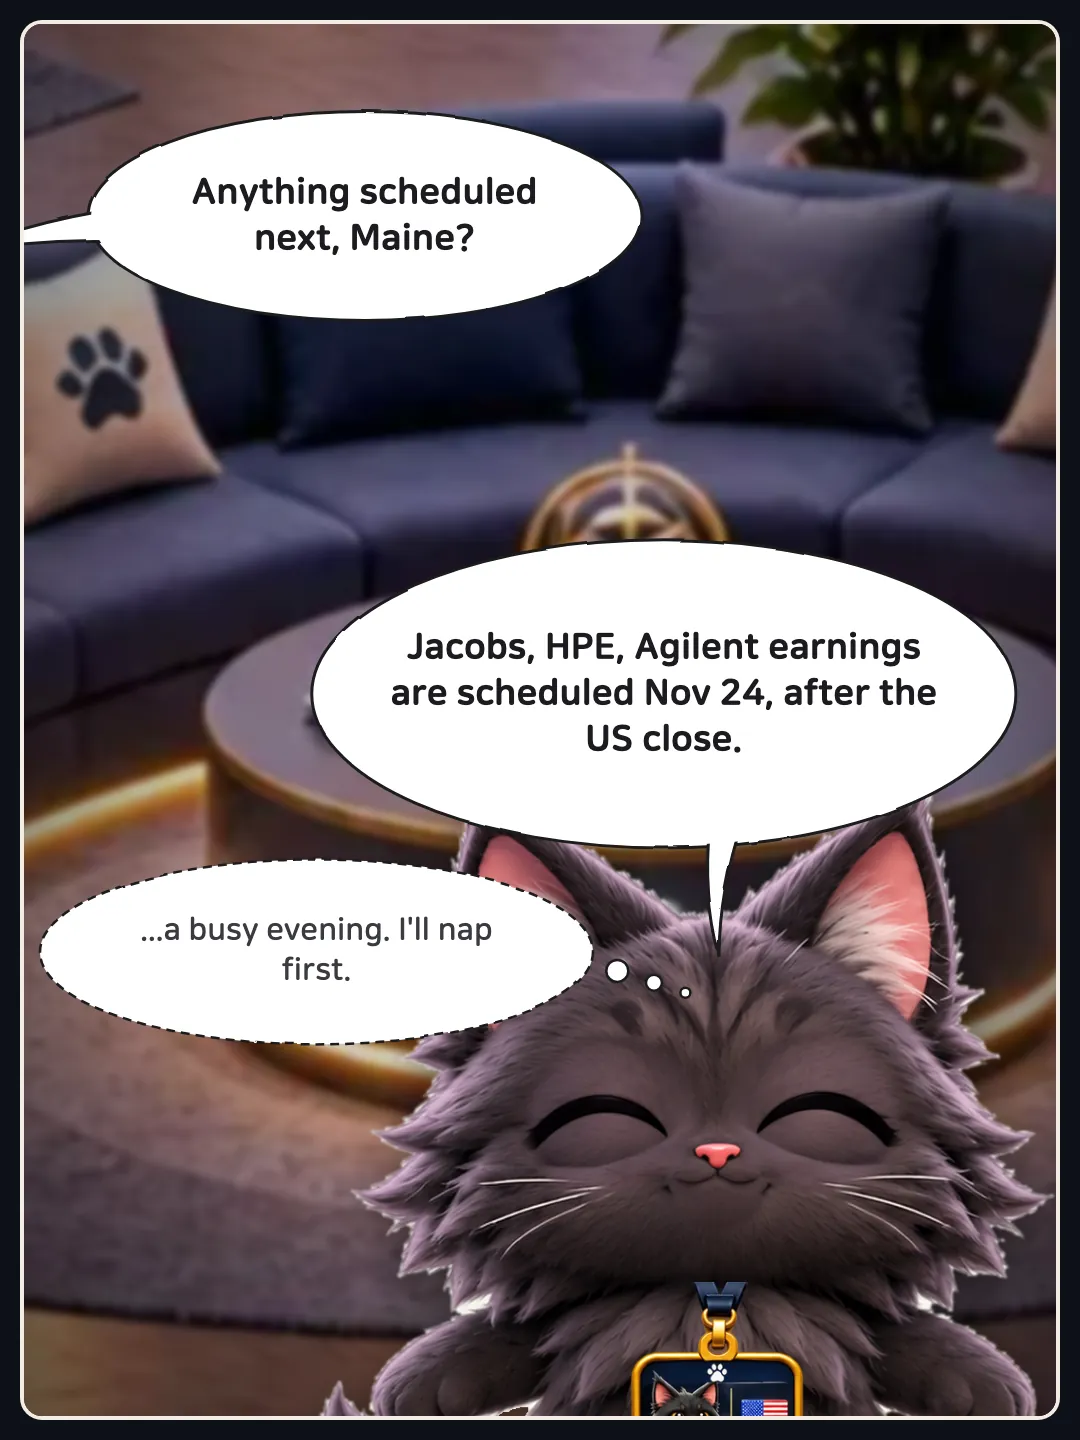 Anything scheduled
next, Maine?
Jacobs, HPE, Agilent earnings
are scheduled Nov 24, after the
US close.
...a busy evening. I'll nap
first.